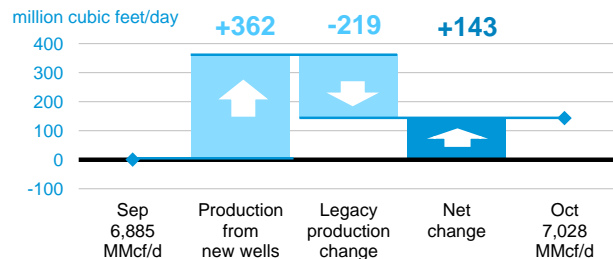 million cubic feet/day
+362
-219
+143
400
300
200
100
0
-100
Sep
6,885
MMcf/d
Production
from
new wells
Legacy
production
change
Net
change
Oct
7,028
MMcf/d